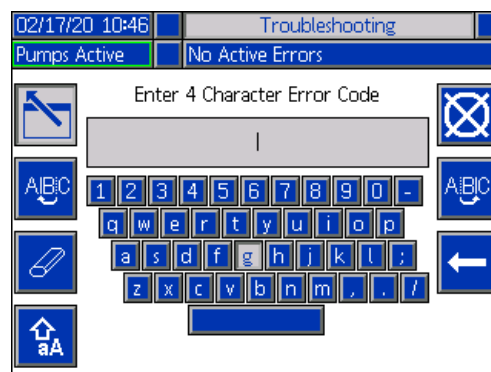 02/17/20 10:46 Troubleshooting
Pumps Active No Active Errors
Enter 4 Character Error Code
ABC ABC
1 2 3 4 5 6 7 8 9 0 -
q w e r t y u i o p
a s d f g h j k l ;
z x c v b n m , . /
aA